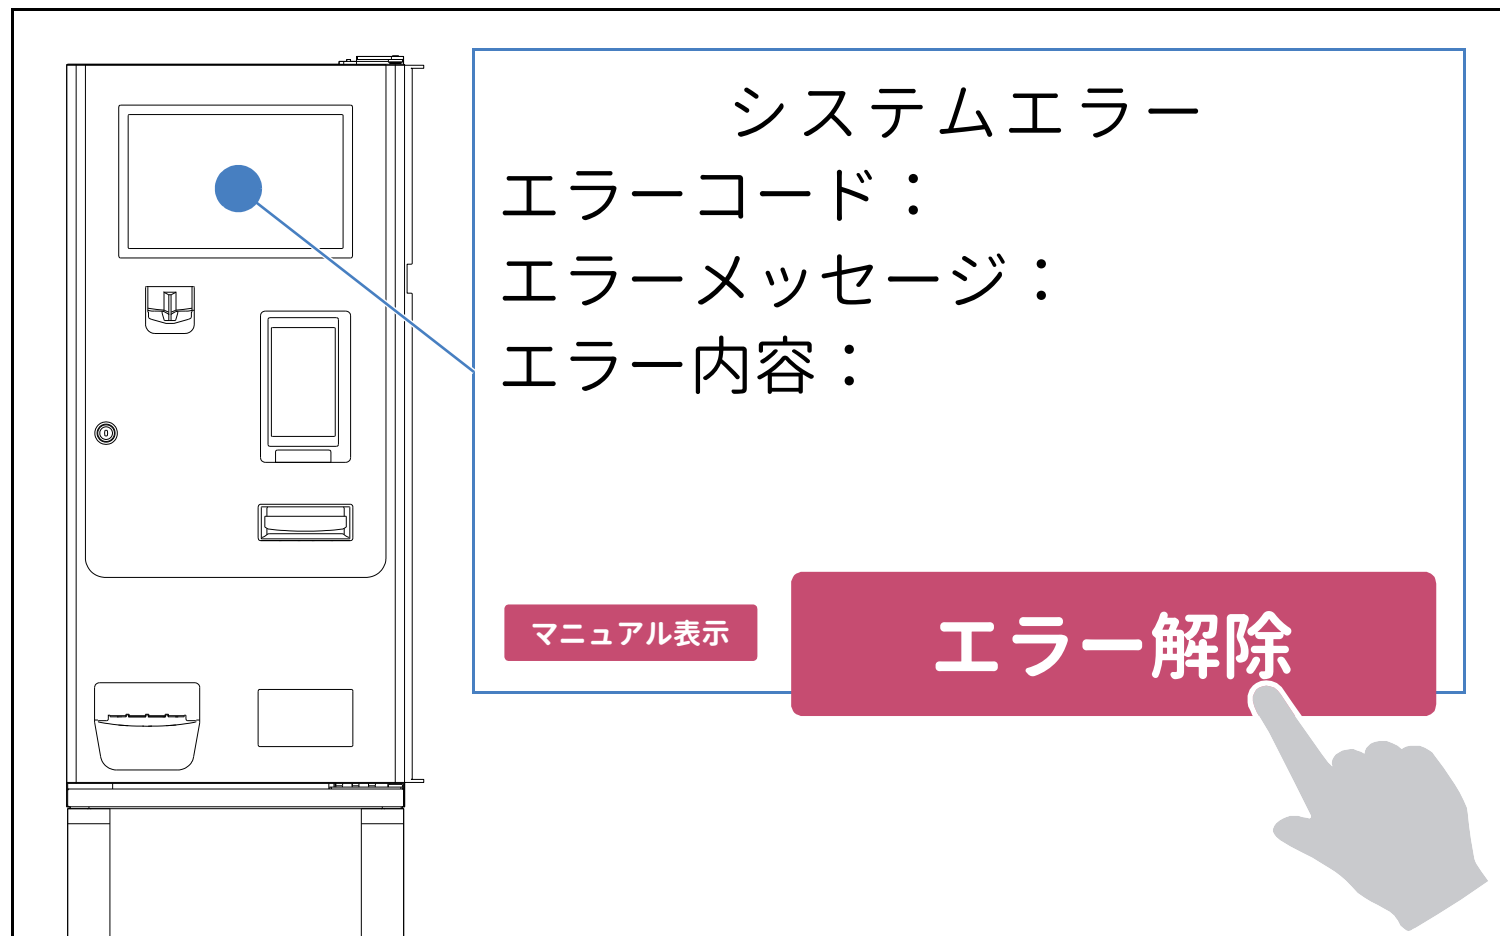 システムエラー
エラーコード：
エラーメッセージ：
エラー内容：
マニュアル表示
エラー解除